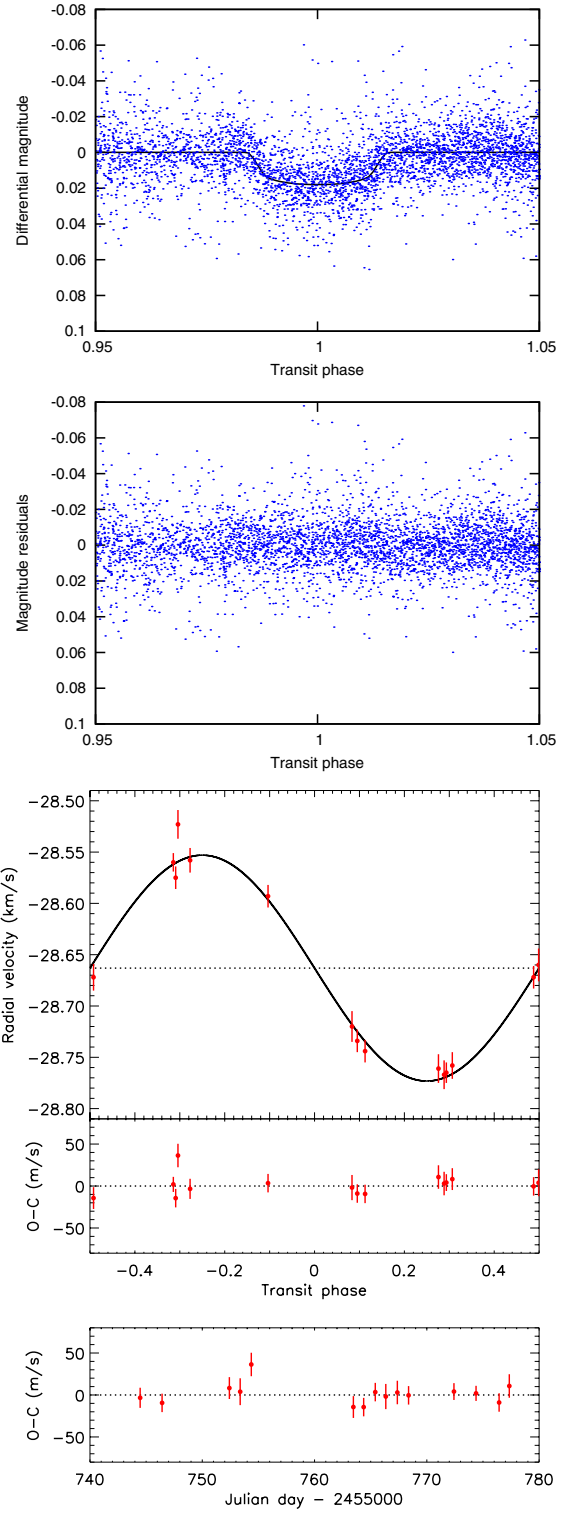 -0.08
-0.06
-0.04
-0.02
0
0.02
0.04
0.06
0.08
0.1
Differential magnitude
0.95 1 1.05
Transit phase
-0.08
-0.06
-0.04
-0.02
0
0.02
0.04
0.06
0.08
0.1
Magnitude residuals
0.95 1 1.05
Transit phase
−28.50
−28.55
−28.60
−28.65
−28.70
−28.75
−28.80
Radial velocity (km/s)
50
0
−50
O−C (m/s)
−0.4 −0.2 0 0.2 0.4
Transit phase
50
0
−50
O−C (m/s)
740 750 760 770 780
Julian day − 2455000